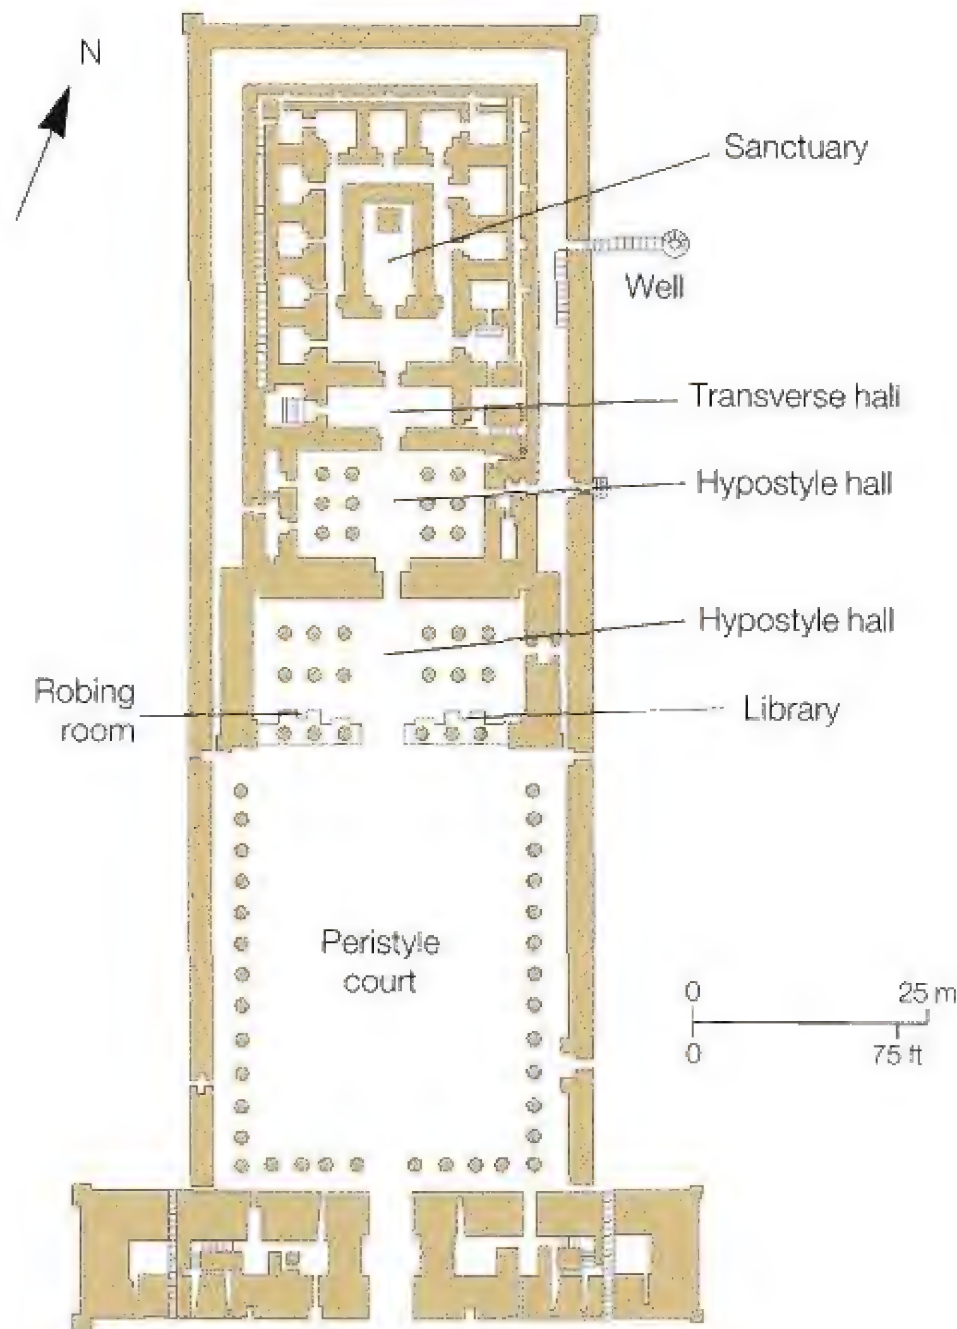 N
Sanctuary
Well
Transverse hall
Hypostyle hall
Hypostyle hall
Robing
room
Library
Peristyle
court
0
25 m
0
75 ft